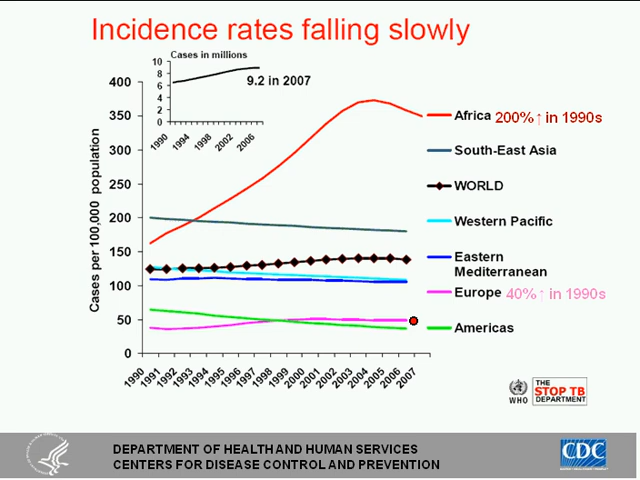 Incidence rates falling slowly
Cases in millions
10
8
6
4
2
0
9.2 in 2007
1990
1994
1998
2002
2006
Cases per 100,000 population
400
350
300
250
200
150
100
50
0
1990
1991
1992
1993
1994
1995
1996
1997
1998
1999
2000
2001
2002
2003
2004
2005
2006
2007
Africa 200% ↑ in 1990s
South-East Asia
WORLD
Western Pacific
Eastern
Mediterranean
Europe 40% ↑ in 1990s
Americas
WHO
THE
STOP TB
DEPARTMENT
DEPARTMENT OF HEALTH AND HUMAN SERVICES
CENTERS FOR DISEASE CONTROL AND PREVENTION
CDC